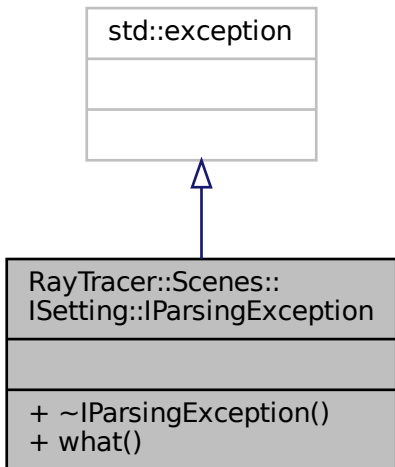 std::exception
RayTracer::Scenes::
ISetting::IParsingException
+ ~IParsingException()
+ what()